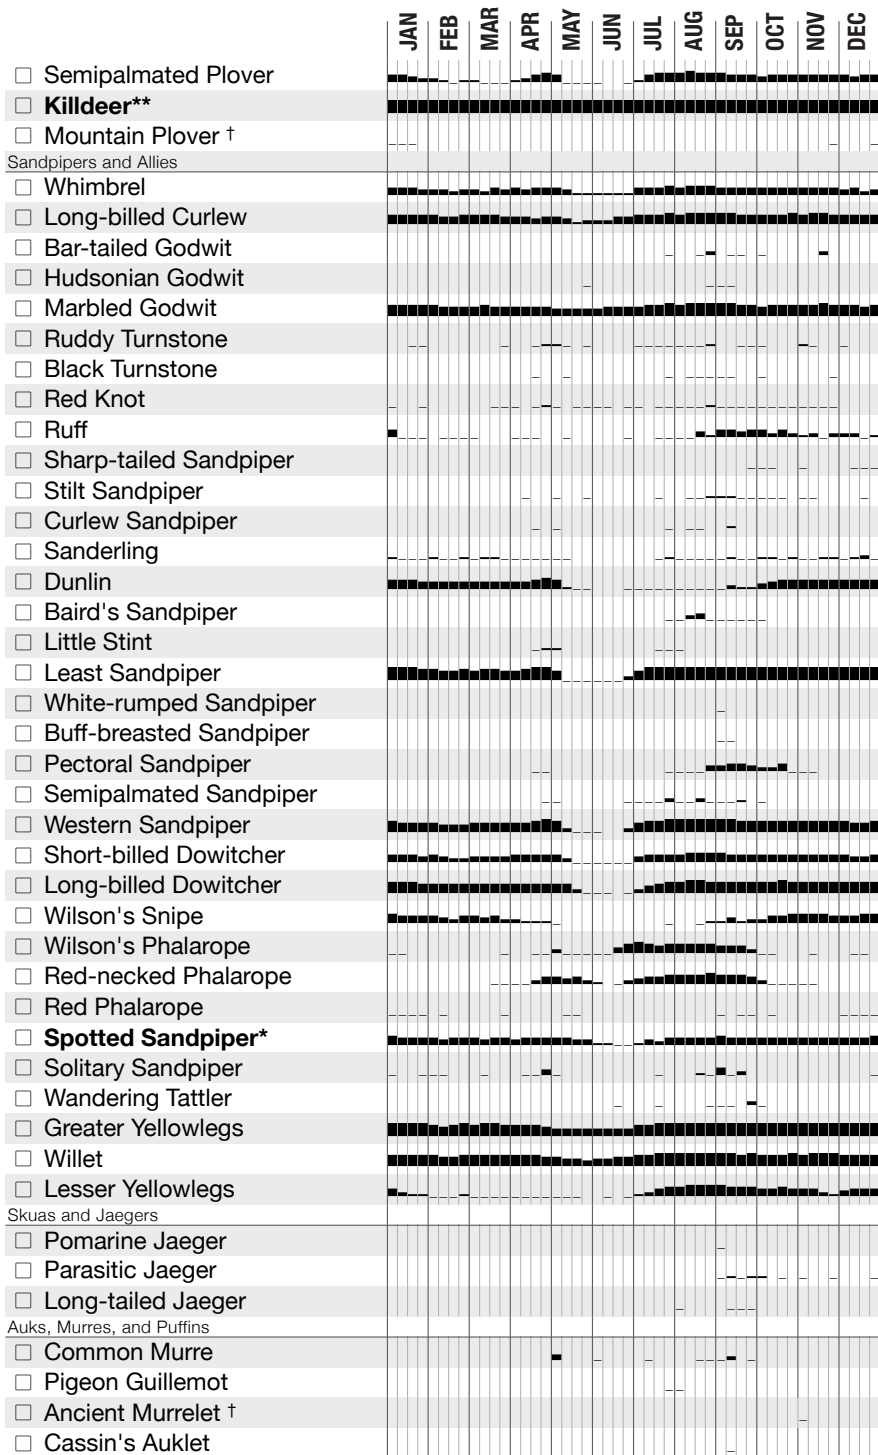 JAN FEB MAR APR MAY JUN JUL AUG SEP OCT NOV DEC
Semipalmated Plover
Killdeer**
Mountain Plover †
Sandpipers and Allies
Whimbrel
Long-billed Curlew
Bar-tailed Godwit
Hudsonian Godwit
Marbled Godwit
Ruddy Turnstone
Black Turnstone
Red Knot
Ruff
Sharp-tailed Sandpiper
Stilt Sandpiper
Curlew Sandpiper
Sanderling
Dunlin
Baird's Sandpiper
Little Stint
Least Sandpiper
White-rumped Sandpiper
Buff-breasted Sandpiper
Pectoral Sandpiper
Semipalmated Sandpiper
Western Sandpiper
Short-billed Dowitcher
Long-billed Dowitcher
Wilson's Snipe
Wilson's Phalarope
Red-necked Phalarope
Red Phalarope
Spotted Sandpiper*
Solitary Sandpiper
Wandering Tattler
Greater Yellowlegs
Willet
Lesser Yellowlegs
Skuas and Jaegers
Pomarine Jaeger
Parasitic Jaeger
Long-tailed Jaeger
Auks, Murres, and Puffins
Common Murre
Pigeon Guillemot
Ancient Murrelet †
Cassin's Auklet